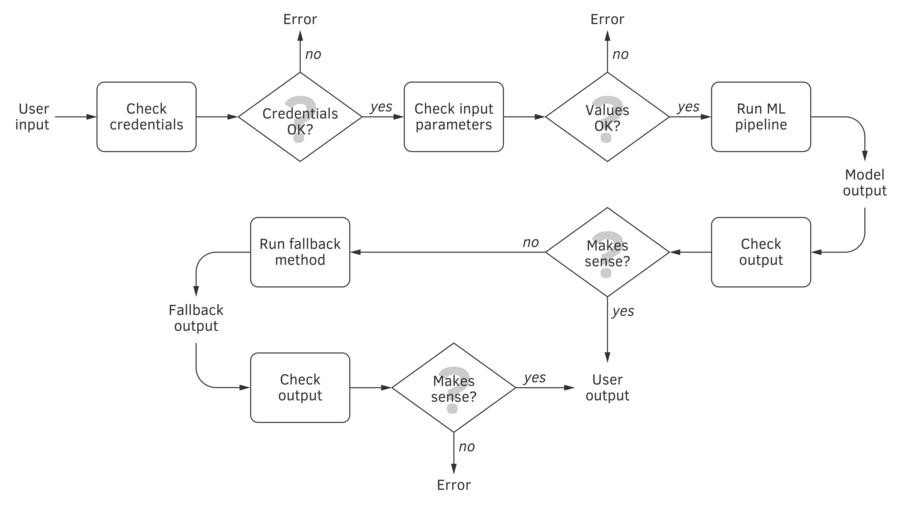 Error
Error
no
no
User
input
Check
credentials
Credentials
OK?
yes
Check input
parameters
Values
OK?
yes
Run ML
pipeline
Model
output
Run fallback
method
no
Makes
sense?
Check
output
yes
Fallback
output
Check
output
Makes
sense?
yes
User
output
no
Error
?
?
?
?